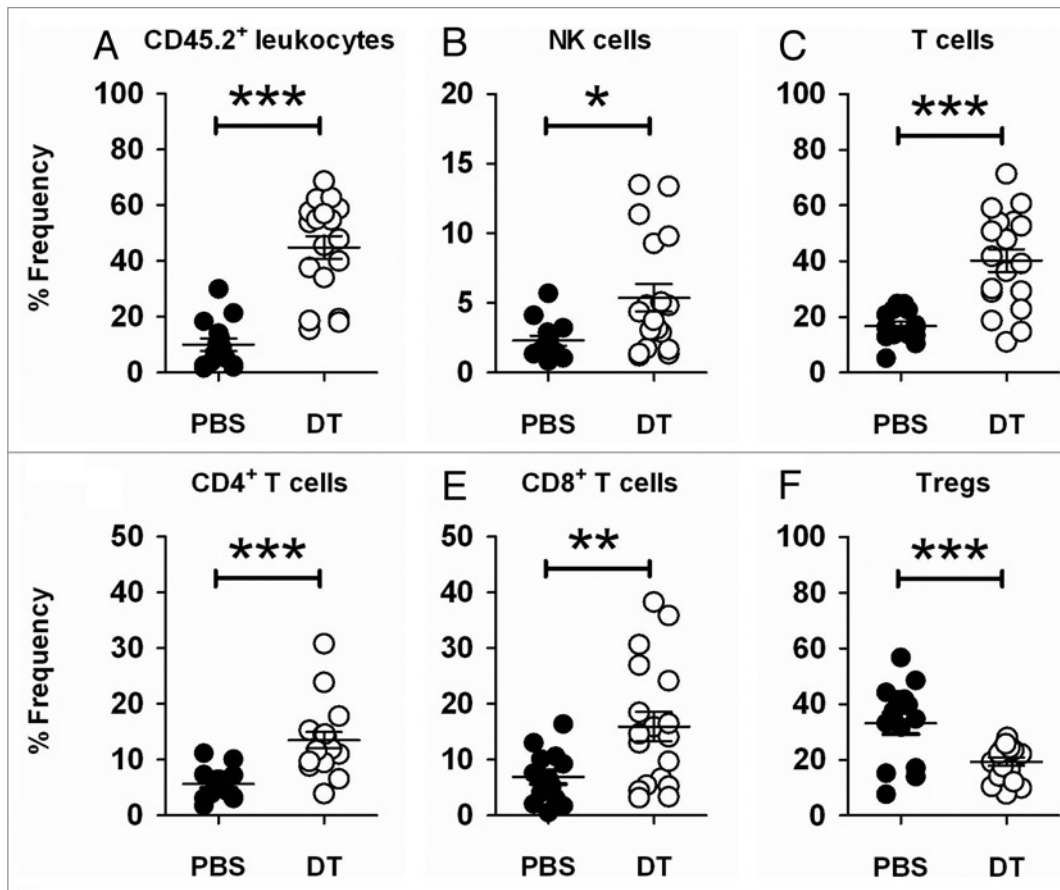 A CD45.2⁺ leukocytes
B NK cells
C T cells
*** * ***
100 20 100
80 15 80
60 10 60
40 5 40
20 0 20
0 0
% Frequency
PBS DT PBS DT PBS DT
CD4⁺ T cells
E CD8⁺ T cells
F Tregs
*** ** ***
50 50 100
40 40 80
30 30 60
20 20 40
10 10 20
0 0 0
% Frequency
PBS DT PBS DT PBS DT